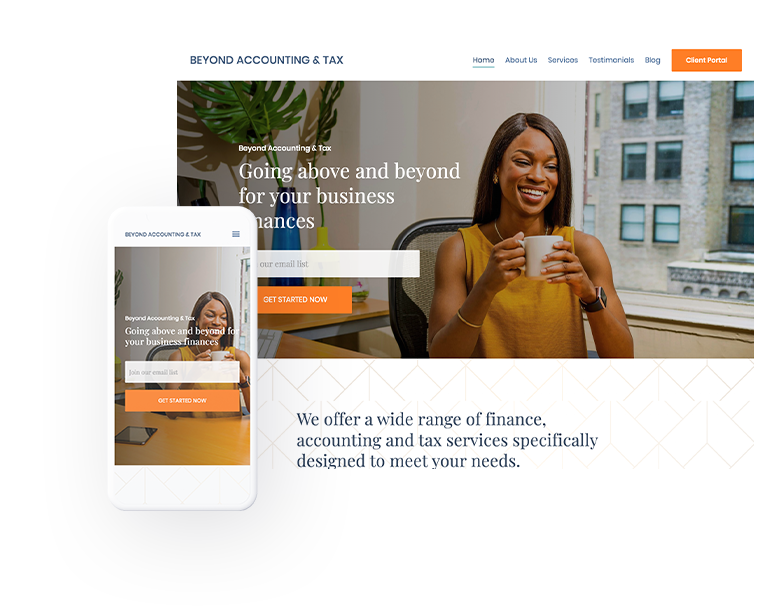 BEYOND ACCOUNTING & TAX
Home About Us Services Testimonials Blog Client Portal
Beyond Accounting & Tax
Going above and beyond
for your business
finances
our email list
GET STARTED NOW
We offer a wide range of finance,
accounting and tax services specifically
designed to meet your needs.
BEYOND ACCOUNTING & TAX
Beyond Accounting & Tax
Going above and beyond for
your business finances
Join our email list
GET STARTED NOW